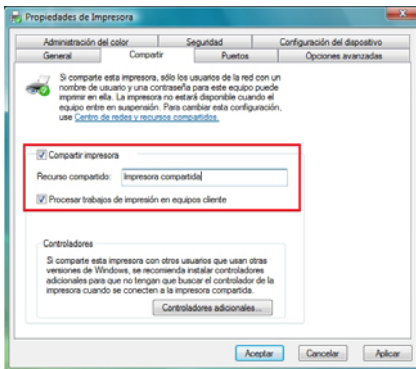 Propiedades de Impresora
Administración del color Seguridad Configuración del dispositivo
General Compartir Puertos Opciones avanzadas
Si comparte esta impresora, sólo los usuarios de la red con un
nombre de usuario y una contraseña para este equipo puede
imprimir en ella. La impresora no estará disponible cuando el
equipo entre en suspensión. Para cambiar esta configuración,
use Centro de redes y recursos compartidos.
Compartir impresora
Recurso compartido: Impresora compartida
Procesar trabajos de impresión en equipos cliente
Controladores
Si comparte esta impresora con otros usuarios que usan otras
versiones de Windows, se recomienda instalar controladores
adicionales para que no tengan que buscar el controlador de la
impresora cuando se conecten a la impresora compartida.
Controladores adicionales...
Aceptar Cancelar Aplicar